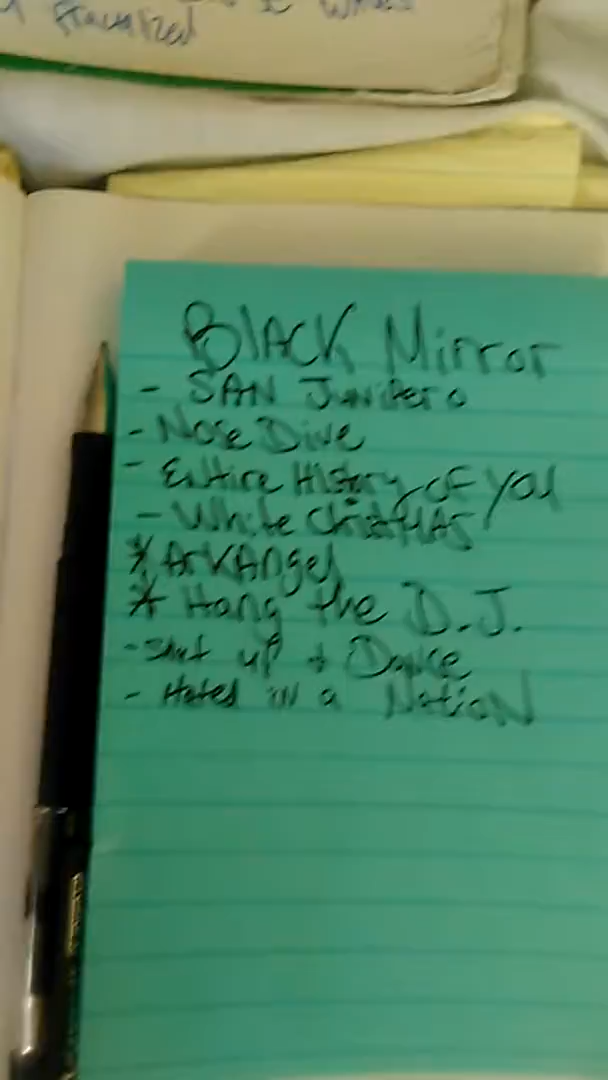 Finalized
Black Mirror
- SAN Junipero
- Nose Dive
- Entire History of you
- White Christmas
* ArkAngel
* Hang the D.J.
- Shut up + Dance
- Hated in a Nation